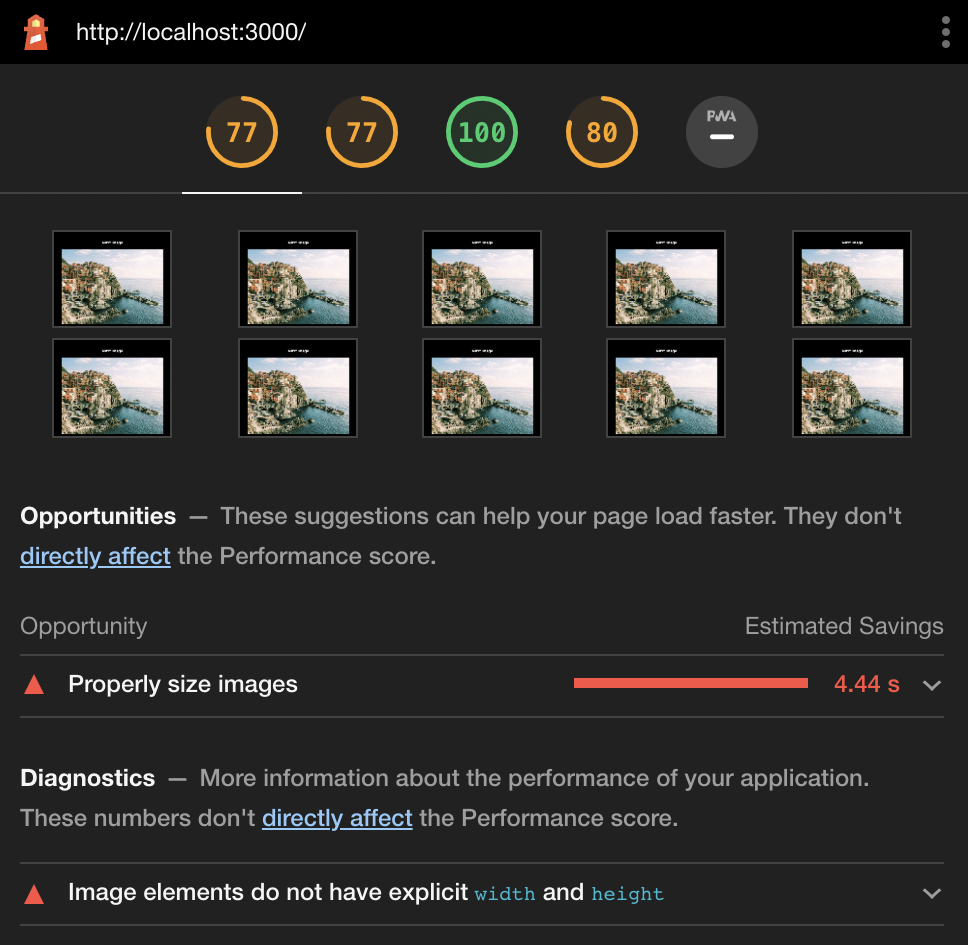 http://localhost:3000/
77 77 100 80 PWA
Opportunities — These suggestions can help your page load faster. They don't
directly affect the Performance score.
Opportunity Estimated Savings
Properly size images 4.44 s
Diagnostics — More information about the performance of your application.
These numbers don't directly affect the Performance score.
Image elements do not have explicit width and height